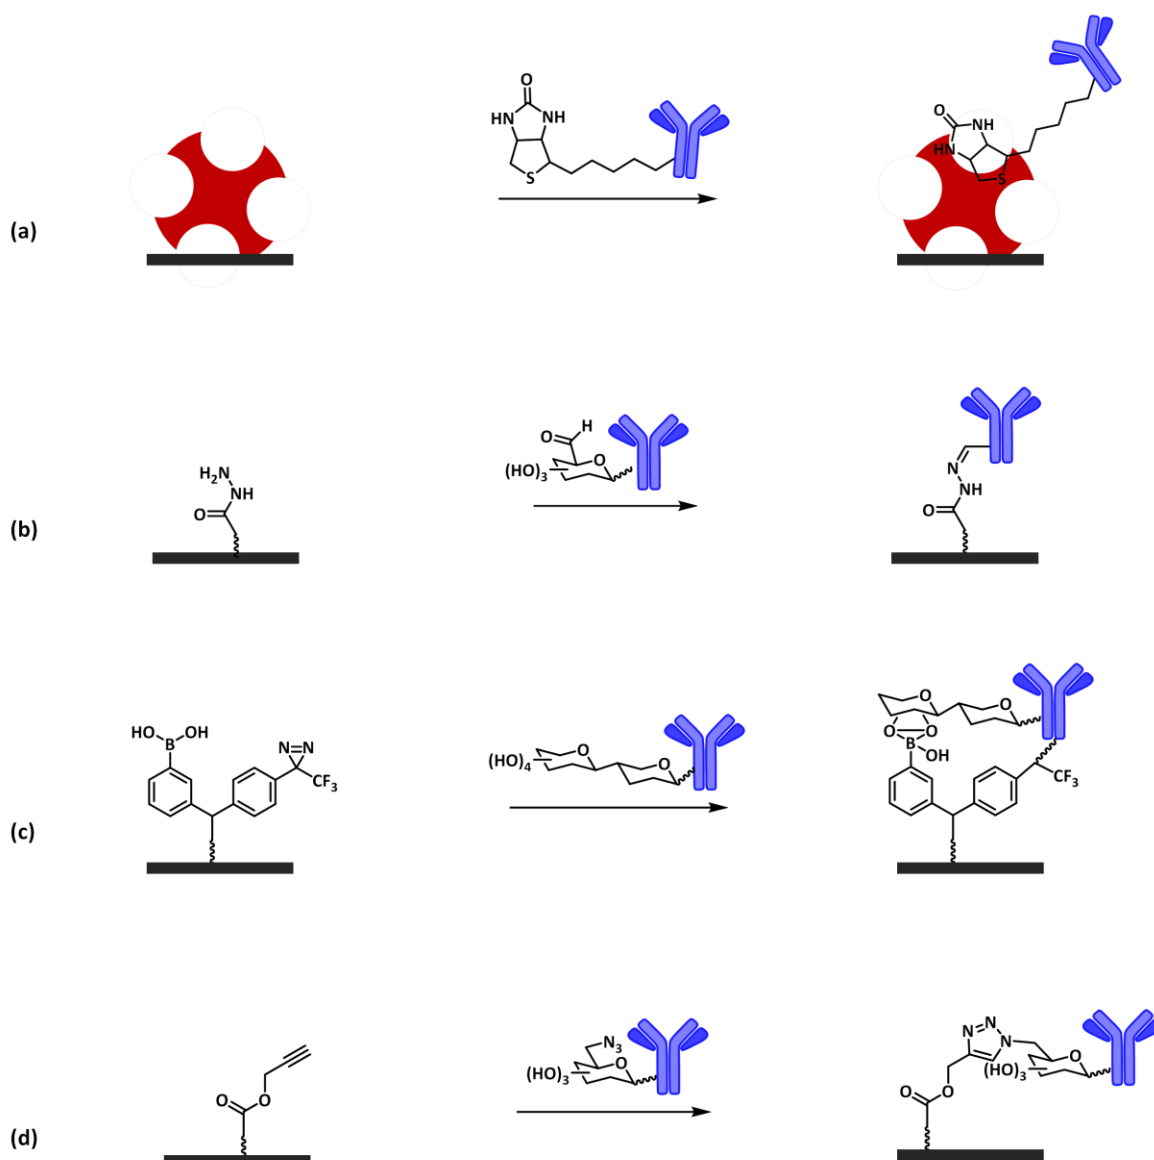 (a)
O
HN
NH
S
O
NH
HN
S
(b)
H₂N
NH
O
O
H
O
(HO)₃
N
NH
O
(c)
HO
OH
B
N=N
CF₃
O
(HO)₄
O
O
O
O
O
B
OH
CF₃
(d)
O
O
N₃
O
(HO)₃
N
N
N
O
(HO)₃
O
O